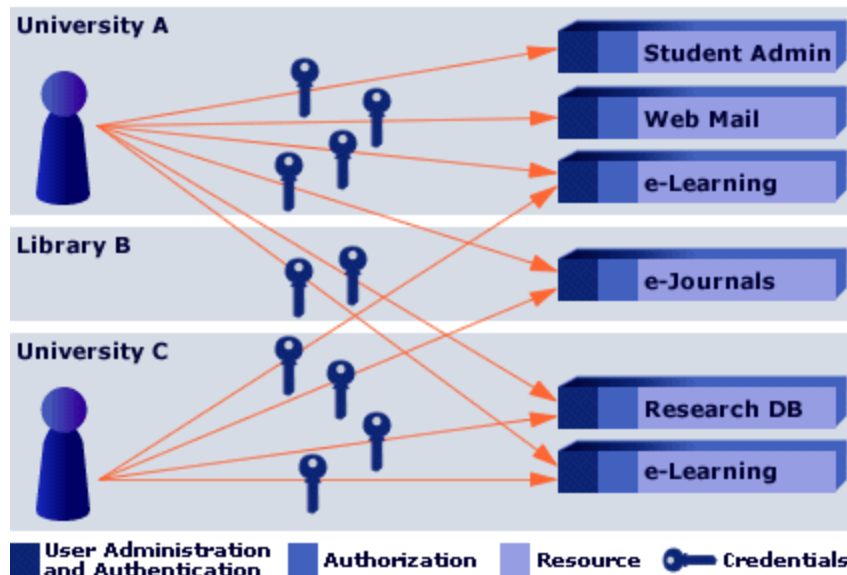 University A
Student Admin
Web Mail
e-Learning
Library B
e-Journals
University C
Research DB
e-Learning
User Administration
and Authentication
Authorization
Resource
Credentials